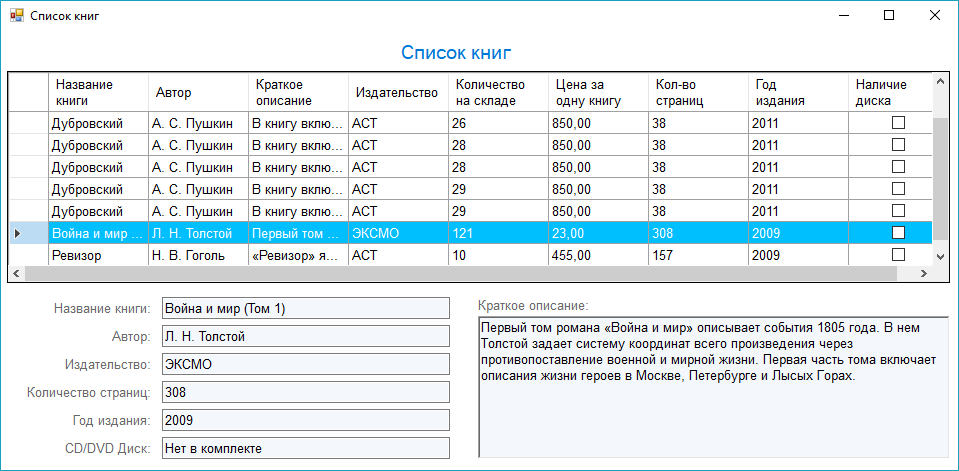 Список книг
Список книг
Название книги Автор Краткое описание Издательство Количество на складе Цена за одну книгу Кол-во страниц Год издания Наличие диска
Дубровский А. С. Пушкин В книгу вклю... АСТ 26 850,00 38 2011
Дубровский А. С. Пушкин В книгу вклю... АСТ 28 850,00 38 2011
Дубровский А. С. Пушкин В книгу вклю... АСТ 28 850,00 38 2011
Дубровский А. С. Пушкин В книгу вклю... АСТ 29 850,00 38 2011
Дубровский А. С. Пушкин В книгу вклю... АСТ 29 850,00 38 2011
Война и мир ... Л. Н. Толстой Первый том ... ЭКСМО 121 23,00 308 2009
Ревизор Н. В. Гоголь «Ревизор» я... АСТ 10 455,00 157 2009
Название книги: Война и мир (Том 1)
Автор: Л. Н. Толстой
Издательство: ЭКСМО
Количество страниц: 308
Год издания: 2009
CD/DVD Диск: Нет в комплекте
Краткое описание:
Первый том романа «Война и мир» описывает события 1805 года. В нем
Толстой задает систему координат всего произведения через
противопоставление военной и мирной жизни. Первая часть тома включает
описания жизни героев в Москве, Петербурге и Лысых Горах.